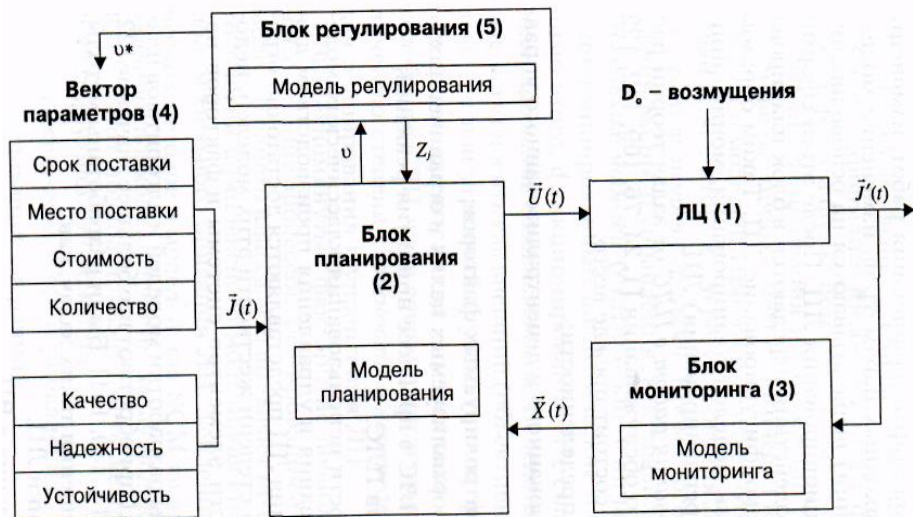 Блок регулирования (5)
Модель регулирования
υ*
Вектор
параметров (4)
Срок поставки
Место поставки
Стоимость
Количество
Качество
Надежность
Устойчивость
J⃗(t)
υ
Zj
Блок
планирования
(2)
Модель
планирования
U⃗(t)
Dо – возмущения
ЛЦ (1)
J⃗′(t)
X⃗(t)
Блок
мониторинга (3)
Модель
мониторинга